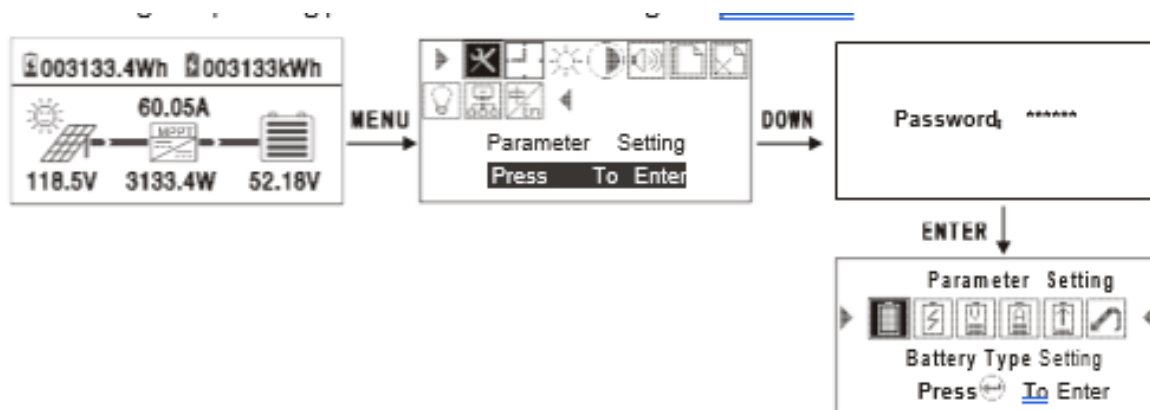 003133.4Wh 003133kWh
60.05A
MPPT
118.5V 3133.4W 52.18V
MENU
Parameter Setting
Press To Enter
DOWN
Password: ******
ENTER
Parameter Setting
Battery Type Setting
Press To Enter